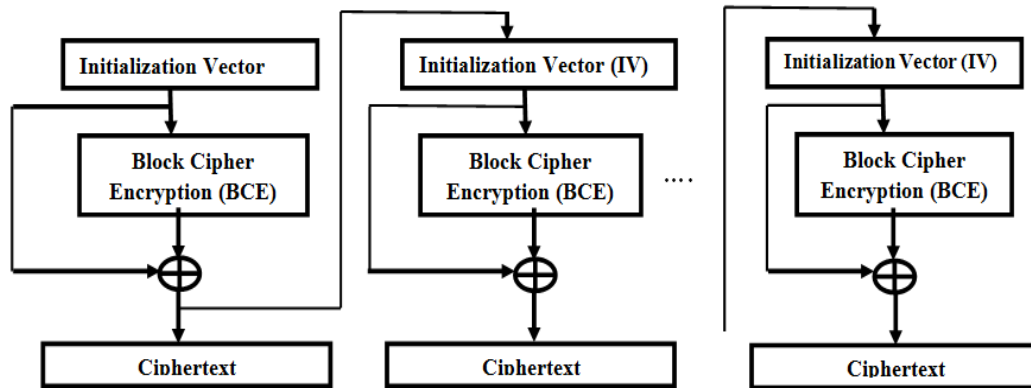 Initialization Vector
Initialization Vector (IV)
Initialization Vector (IV)
Block Cipher
Encryption (BCE)
Block Cipher
Encryption (BCE)
....
Block Cipher
Encryption (BCE)
Ciphertext
Ciphertext
Ciphertext